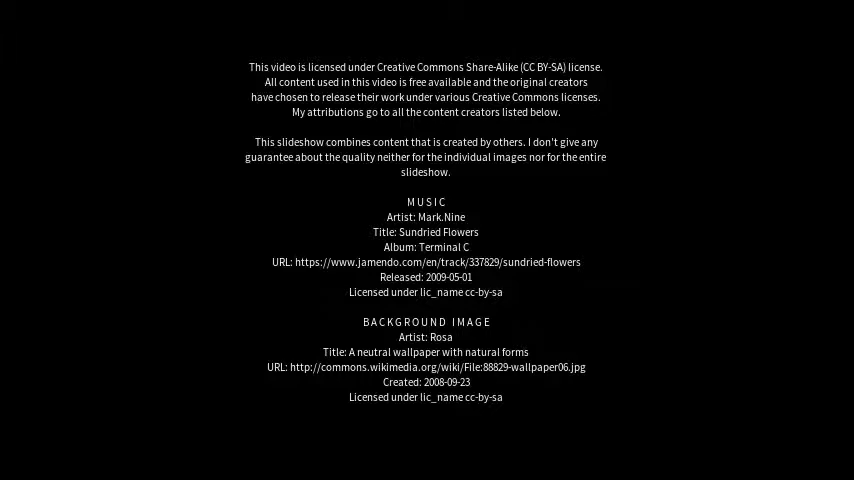 This video is licensed under Creative Commons Share-Alike (CC BY-SA) license.
All content used in this video is free available and the original creators
have chosen to release their work under various Creative Commons licenses.
My attributions go to all the content creators listed below.
This slideshow combines content that is created by others. I don't give any
guarantee about the quality neither for the individual images nor for the entire
slideshow.
MUSIC
Artist: Mark.Nine
Title: Sundried Flowers
Album: Terminal C
URL: https://www.jamendo.com/en/track/337829/sundried-flowers
Released: 2009-05-01
Licensed under lic_name cc-by-sa
BACKGROUND IMAGE
Artist: Rosa
Title: A neutral wallpaper with natural forms
URL: http://commons.wikimedia.org/wiki/File:88829-wallpaper06.jpg
Created: 2008-09-23
Licensed under lic_name cc-by-sa